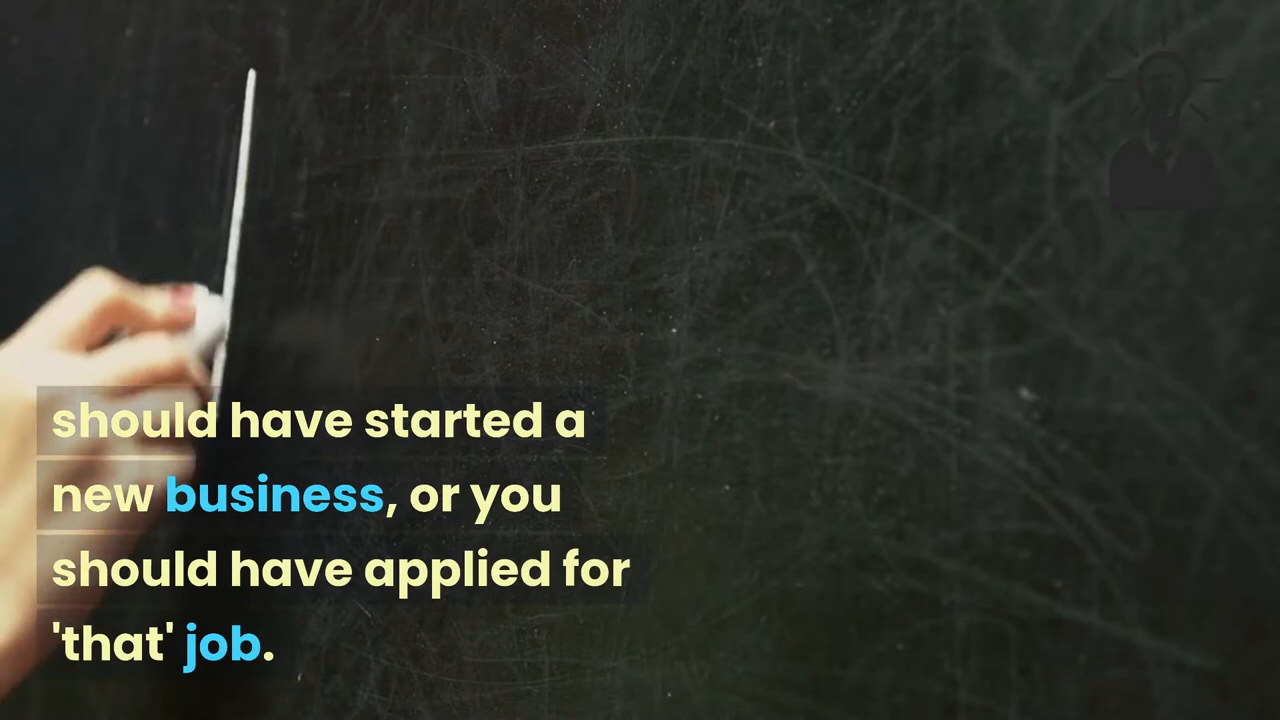 should have started a
new business, or you
should have applied for
'that' job.